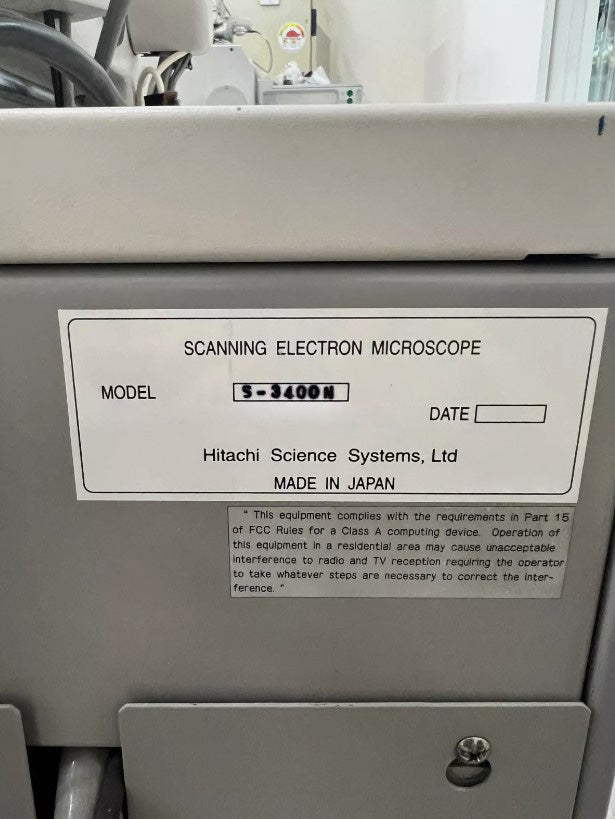 SCANNING ELECTRON MICROSCOPE
MODEL S-3400N
DATE
Hitachi Science Systems, Ltd
MADE IN JAPAN
" This equipment complies with the requirements in Part 15
of FCC Rules for a Class A computing device. Operation of
this equipment in a residential area may cause unacceptable
interference to radio and TV reception requiring the operator
to take whatever steps are necessary to correct the inter-
ference. "